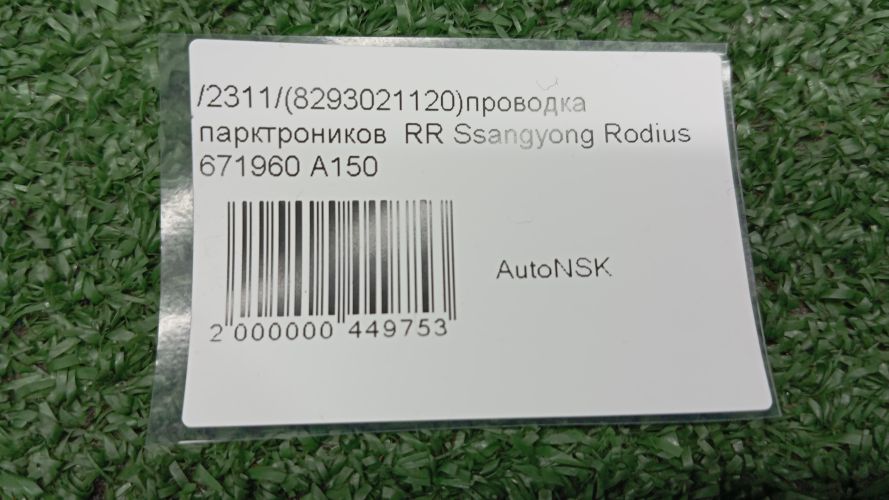 /2311/(8293021120)проводка
парктроников RR Ssangyong Rodius
671960 A150
AutoNSK
2 000000 449753